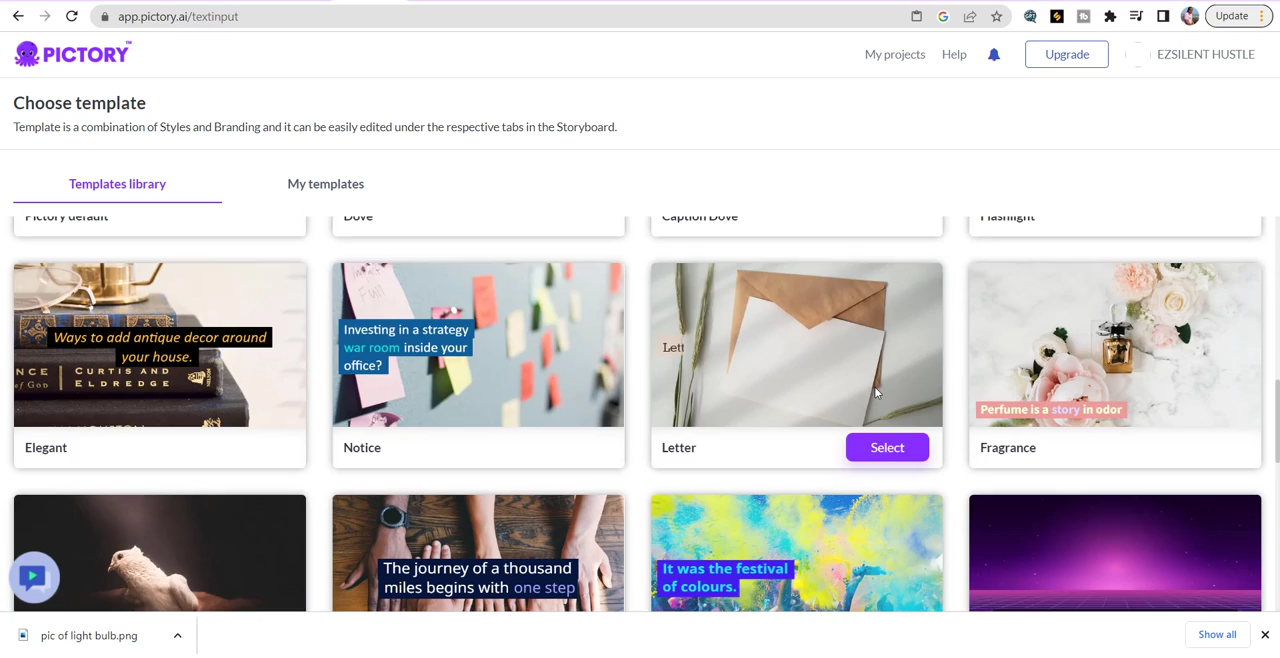 app.pictory.ai/textinput
Update
PICTORY™
My projects
Help
Upgrade
EZSILENT HUSTLE
Choose template
Template is a combination of Styles and Branding and it can be easily edited under the respective tabs in the Storyboard.
Templates library
My templates
Pictory default
Dove
Caption Dove
Flashlight
Ways to add antique decor around
your house.
CURTIS AND
ELDREDGE
Elegant
Investing in a strategy
war room inside your
office?
Notice
Lett
Letter
Select
Perfume is a story in odor
Fragrance
The journey of a thousand
miles begins with one step
It was the festival
of colours.
pic of light bulb.png
Show all